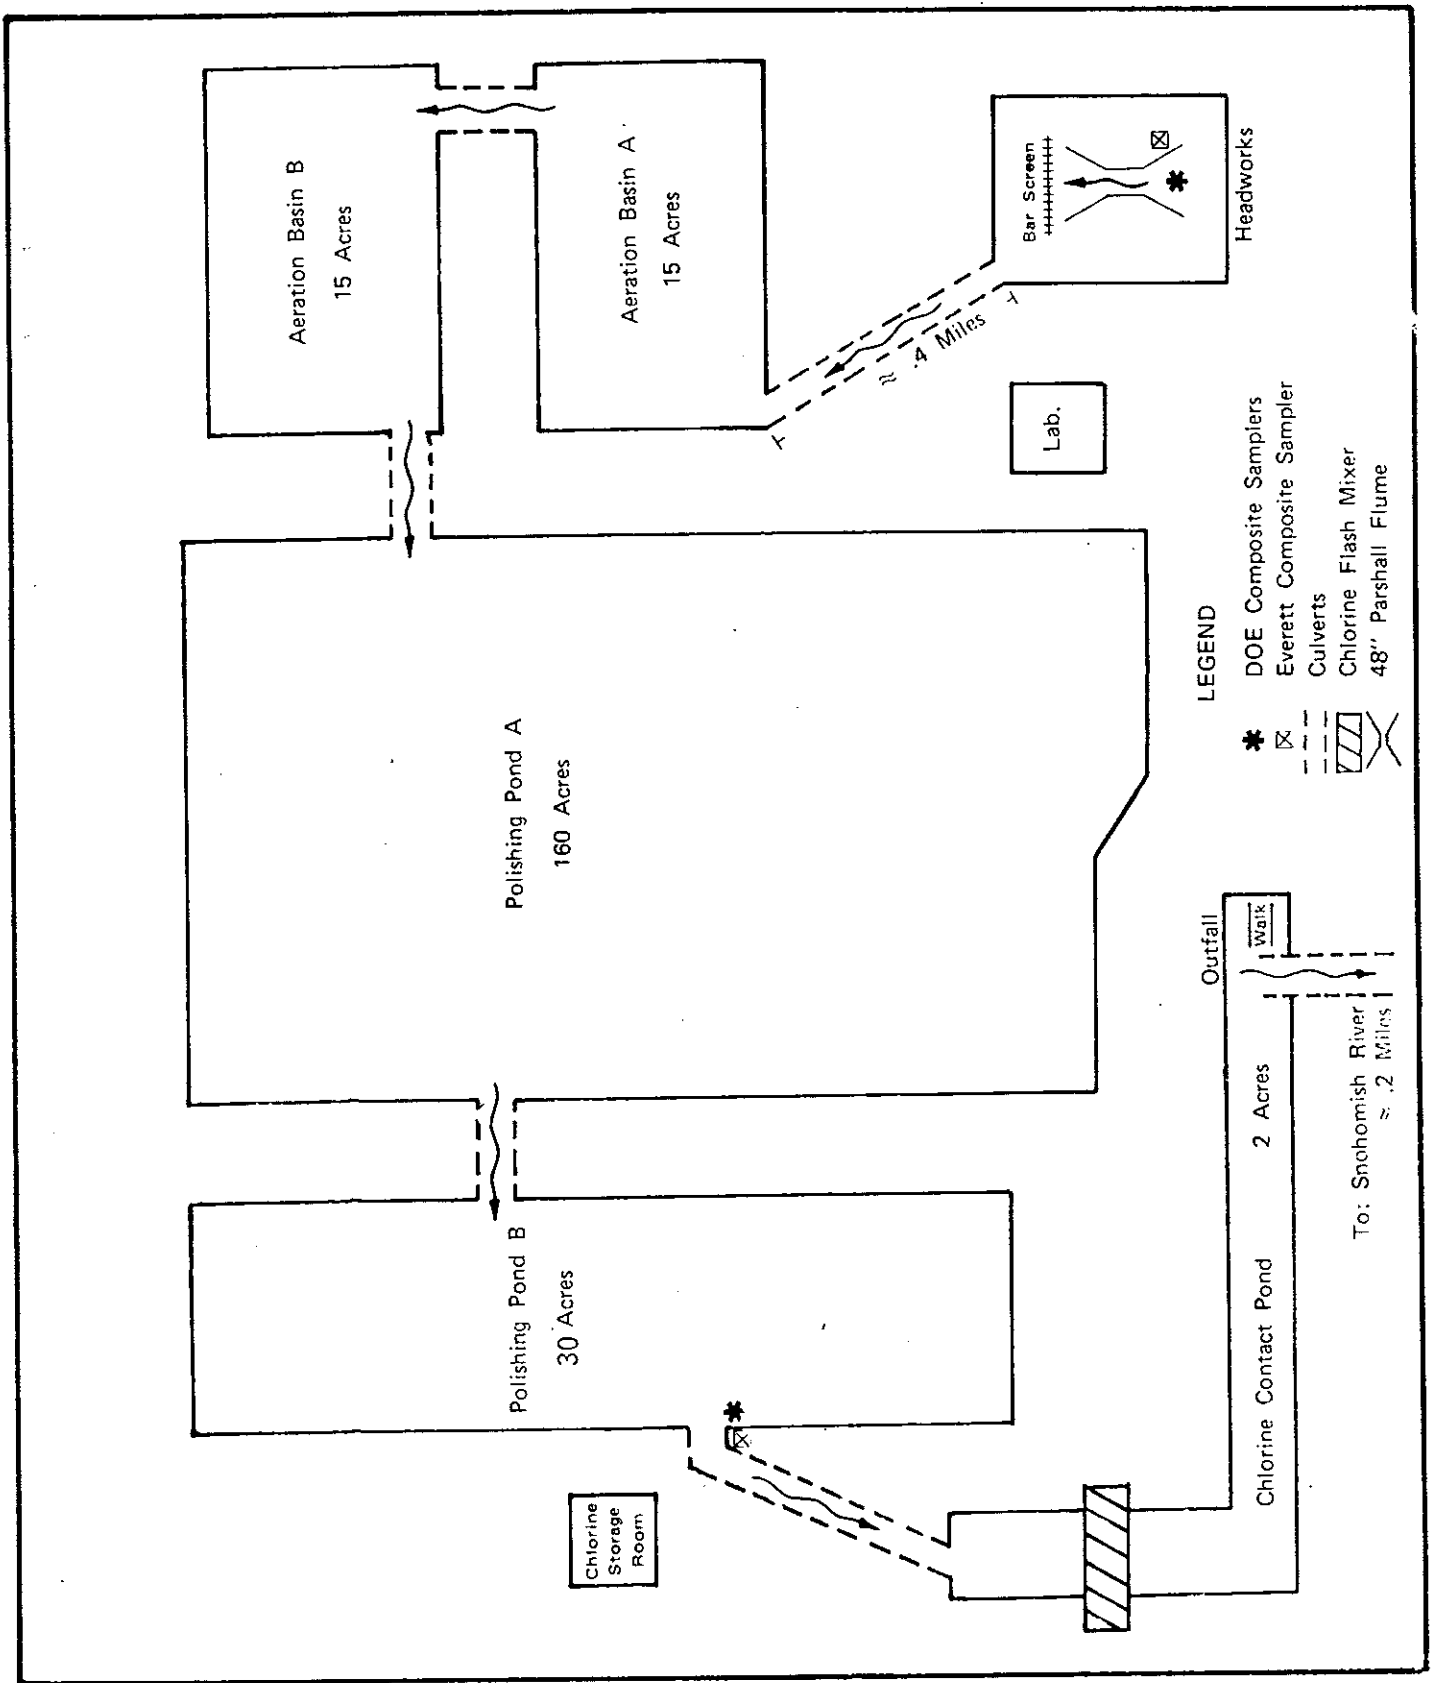 Aeration Basin B
15 Acres
Aeration Basin A
15 Acres
Bar Screen
Headworks
≈ .4 Miles
Lab.
Polishing Pond A
160 Acres
Polishing Pond B
30 Acres
Chlorine
Storage
Room
Outfall
Walk
Chlorine Contact Pond 2 Acres
To: Snohomish River
≈ .2 Miles
LEGEND
DOE Composite Samplers
Everett Composite Sampler
Culverts
Chlorine Flash Mixer
48" Parshall Flume